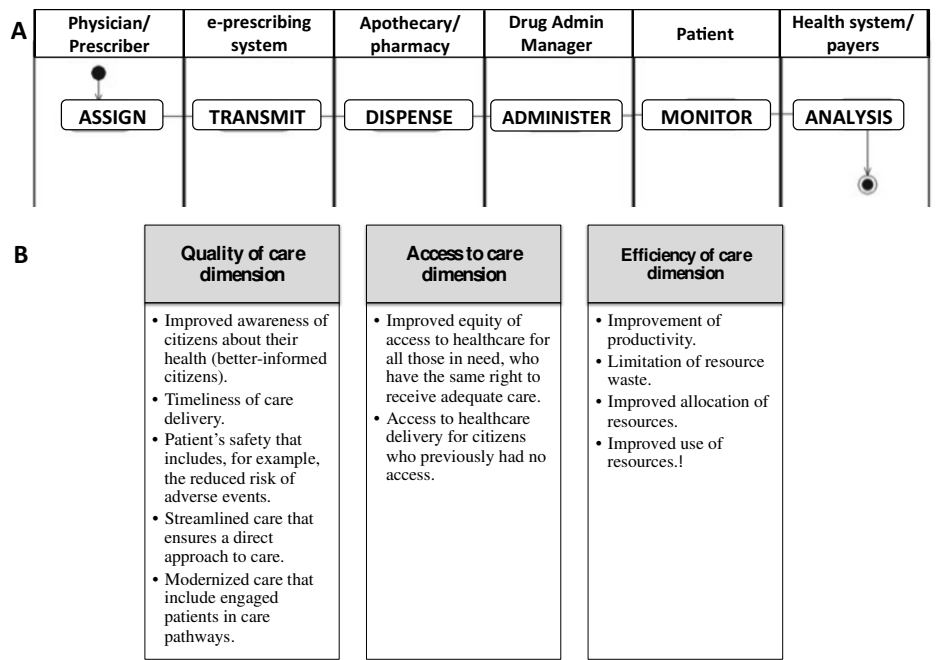 A
Physician/
Prescriber
e-prescribing
system
Apothecary/
pharmacy
Drug Admin
Manager
Patient
Health system/
payers
ASSIGN
TRANSMIT
DISPENSE
ADMINISTER
MONITOR
ANALYSIS
B
Quality of care
dimension
• Improved awareness of
citizens about their
health (better-informed
citizens).
• Timeliness of care
delivery.
• Patient's safety that
includes, for example,
the reduced risk of
adverse events.
• Streamlined care that
ensures a direct
approach to care.
• Modernized care that
include engaged
patients in care
pathways.
Access to care
dimension
• Improved equity of
access to healthcare for
all those in need, who
have the same right to
receive adequate care.
• Access to healthcare
delivery for citizens
who previously had no
access.
Efficiency of care
dimension
• Improvement of
productivity.
• Limitation of resource
waste.
• Improved allocation of
resources.
• Improved use of
resources.!